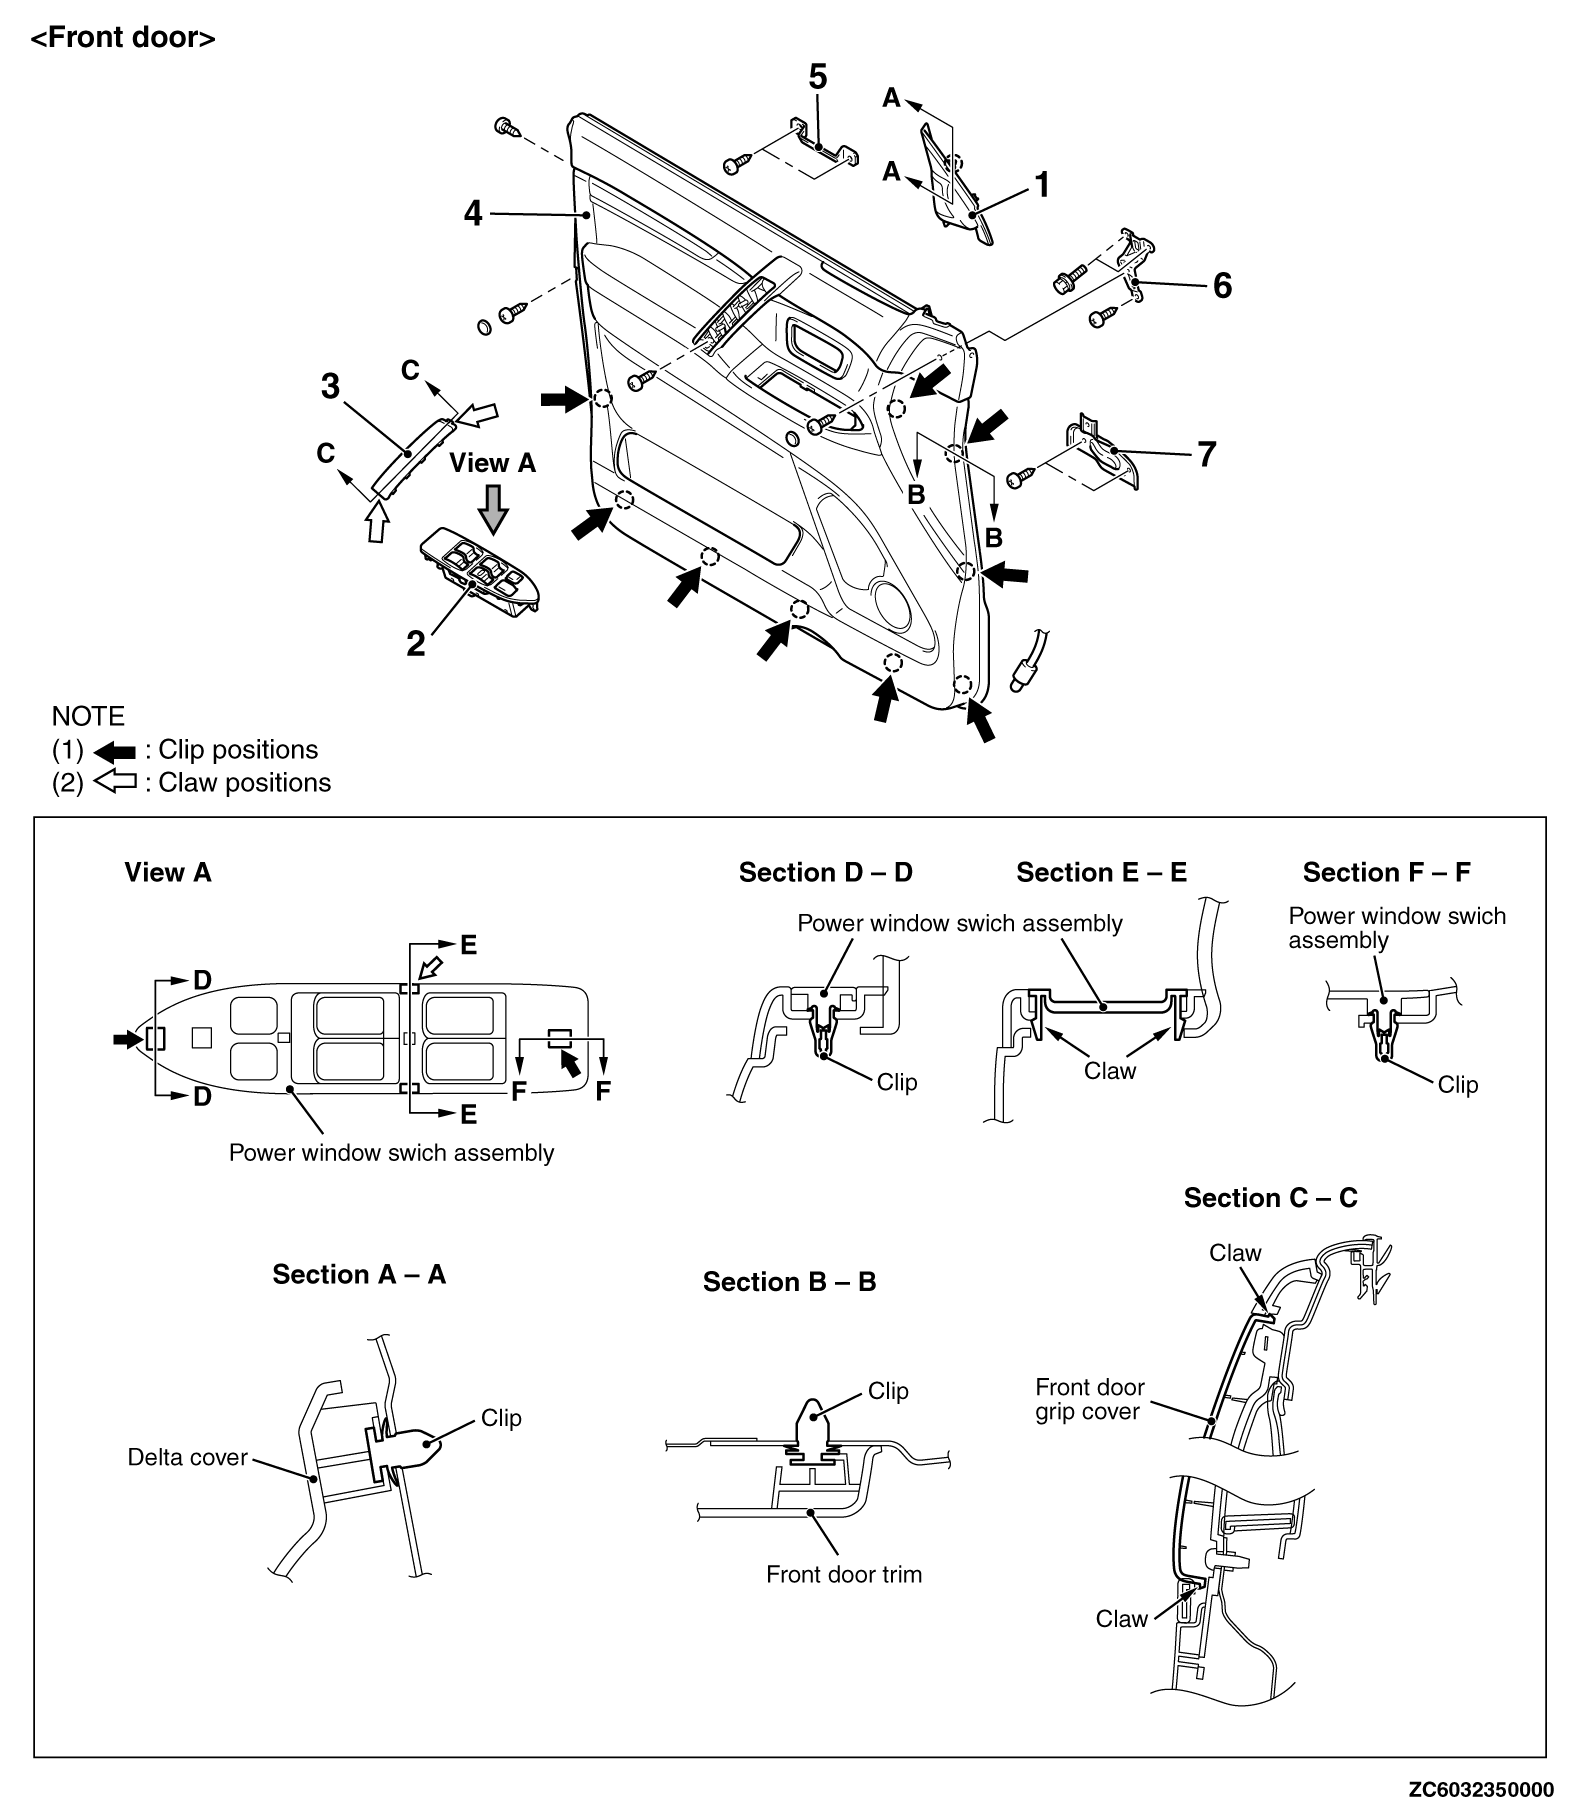 <Front door>
5
A
A
1
4
6
3
C
C
View A
7
B
B
2
NOTE
(1) : Clip positions
(2) : Claw positions
View A
Section D – D
Section E – E
Section F – F
Power window swich assembly
Power window swich
assembly
D
E
D
E
F
F
Power window swich assembly
Clip
Claw
Clip
Section C – C
Claw
Front door
grip cover
Claw
Section A – A
Delta cover
Clip
Section B – B
Clip
Front door trim
ZC6032350000